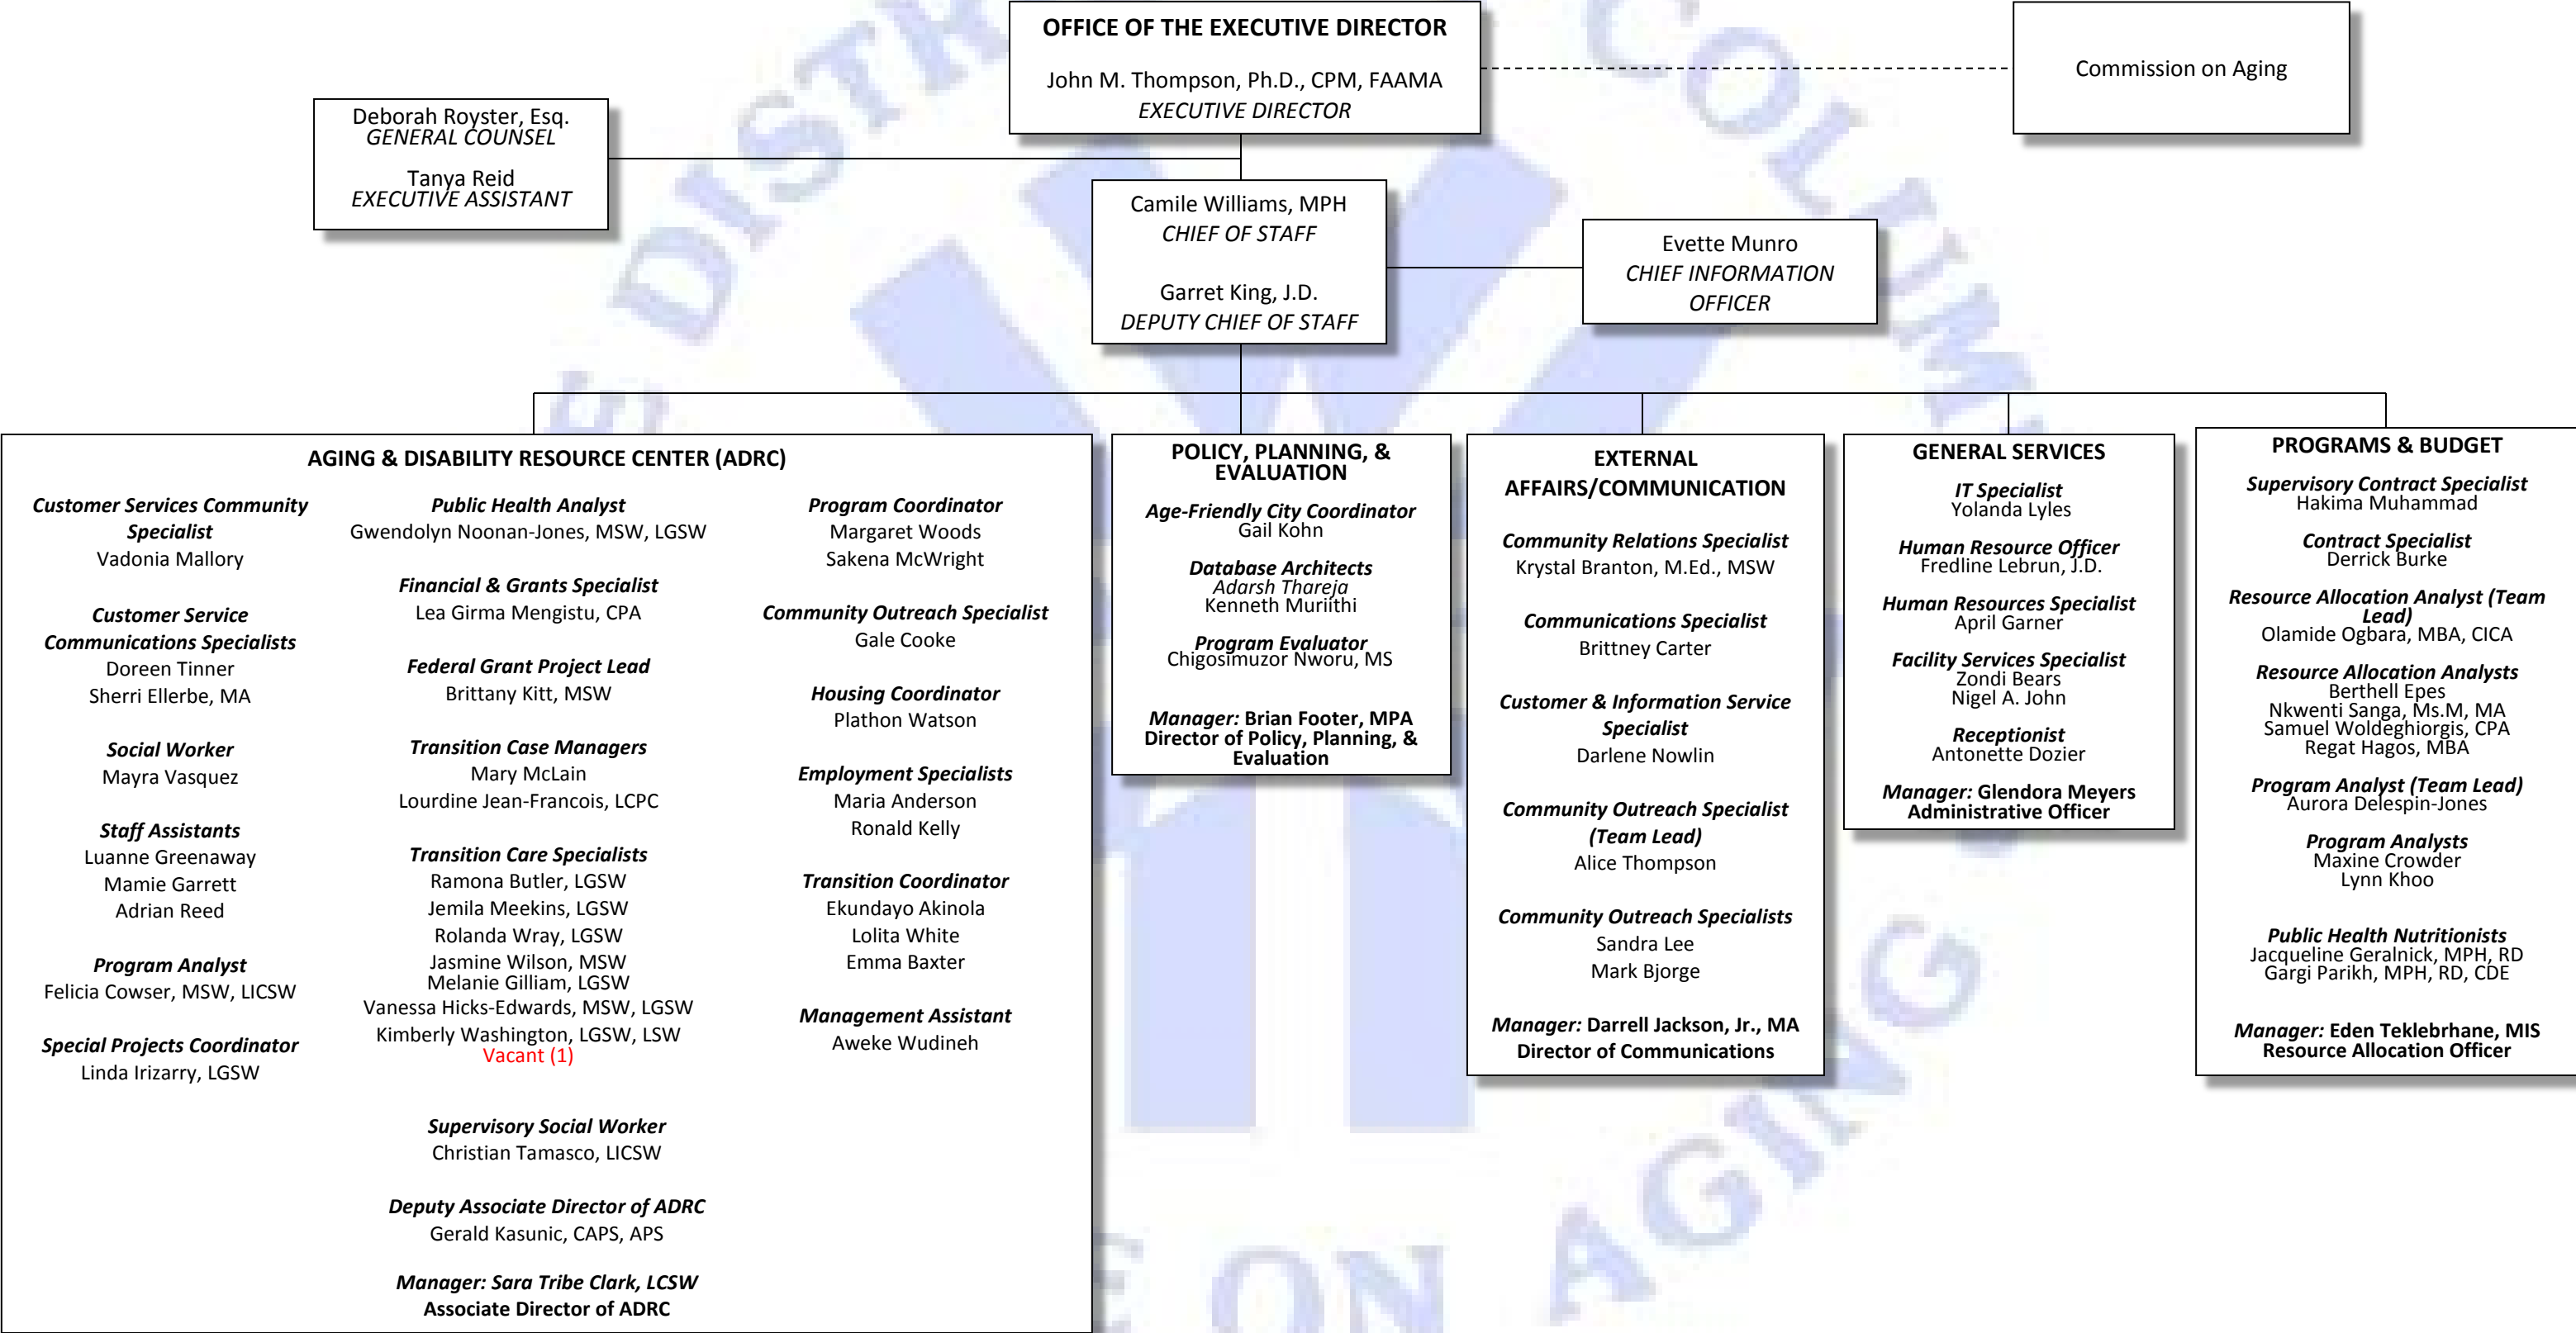 OFFICE OF THE EXECUTIVE DIRECTOR
John M. Thompson, Ph.D., CPM, FAAMA
EXECUTIVE DIRECTOR
Commission on Aging
Deborah Royster, Esq.
GENERAL COUNSEL
Tanya Reid
EXECUTIVE ASSISTANT
Camile Williams, MPH
CHIEF OF STAFF
Garret King, J.D.
DEPUTY CHIEF OF STAFF
Evette Munro
CHIEF INFORMATION
OFFICER
AGING & DISABILITY RESOURCE CENTER (ADRC)
Customer Services Community
Specialist
Vadonia Mallory
Customer Service
Communications Specialists
Doreen Tinner
Sherri Ellerbe, MA
Social Worker
Mayra Vasquez
Staff Assistants
Luanne Greenaway
Mamie Garrett
Adrian Reed
Program Analyst
Felicia Cowser, MSW, LICSW
Special Projects Coordinator
Linda Irizarry, LGSW
Public Health Analyst
Gwendolyn Noonan-Jones, MSW, LGSW
Financial & Grants Specialist
Lea Girma Mengistu, CPA
Federal Grant Project Lead
Brittany Kitt, MSW
Transition Case Managers
Mary McLain
Lourdine Jean-Francois, LCPC
Transition Care Specialists
Ramona Butler, LGSW
Jemila Meekins, LGSW
Rolanda Wray, LGSW
Jasmine Wilson, MSW
Melanie Gilliam, LGSW
Vanessa Hicks-Edwards, MSW, LGSW
Kimberly Washington, LGSW, LSW
Vacant (1)
Supervisory Social Worker
Christian Tamasco, LICSW
Deputy Associate Director of ADRC
Gerald Kasunic, CAPS, APS
Manager: Sara Tribe Clark, LCSW
Associate Director of ADRC
Program Coordinator
Margaret Woods
Sakena McWright
Community Outreach Specialist
Gale Cooke
Housing Coordinator
Plathon Watson
Employment Specialists
Maria Anderson
Ronald Kelly
Transition Coordinator
Ekundayo Akinola
Lolita White
Emma Baxter
Management Assistant
Aweke Wudineh
POLICY, PLANNING, &
EVALUATION
Age-Friendly City Coordinator
Gail Kohn
Database Architects
Adarsh Thareja
Kenneth Muriithi
Program Evaluator
Chigosimuzor Nworu, MS
Manager: Brian Footer, MPA
Director of Policy, Planning, &
Evaluation
EXTERNAL
AFFAIRS/COMMUNICATION
Community Relations Specialist
Krystal Branton, M.Ed., MSW
Communications Specialist
Brittney Carter
Customer & Information Service
Specialist
Darlene Nowlin
Community Outreach Specialist
(Team Lead)
Alice Thompson
Community Outreach Specialists
Sandra Lee
Mark Bjorge
Manager: Darrell Jackson, Jr., MA
Director of Communications
GENERAL SERVICES
IT Specialist
Yolanda Lyles
Human Resource Officer
Fredline Lebrun, J.D.
Human Resources Specialist
April Garner
Facility Services Specialist
Zondi Bears
Nigel A. John
Receptionist
Antonette Dozier
Manager: Glendora Meyers
Administrative Officer
PROGRAMS & BUDGET
Supervisory Contract Specialist
Hakima Muhammad
Contract Specialist
Derrick Burke
Resource Allocation Analyst (Team
Lead)
Olamide Ogbara, MBA, CICA
Resource Allocation Analysts
Berthell Epes
Nkwenti Sanga, Ms.M, MA
Samuel Woldeghiorgis, CPA
Regat Hagos, MBA
Program Analyst (Team Lead)
Aurora Delespin-Jones
Program Analysts
Maxine Crowder
Lynn Khoo
Public Health Nutritionists
Jacqueline Geralnick, MPH, RD
Gargi Parikh, MPH, RD, CDE
Manager: Eden Teklebrhane, MIS
Resource Allocation Officer
ON AGING